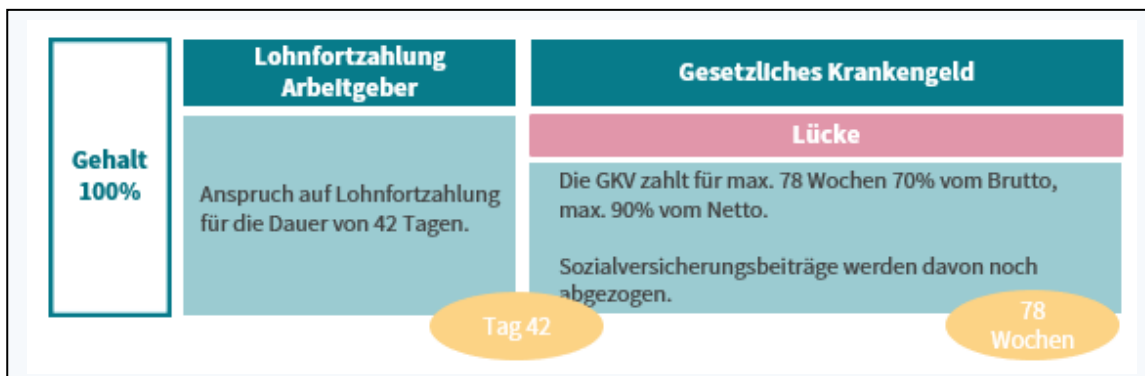 Gehalt
100%
Lohnfortzahlung
Arbeitgeber
Anspruch auf Lohnfortzahlung
für die Dauer von 42 Tagen.
Tag 42
Gesetzliches Krankengeld
Lücke
Die GKV zahlt für max. 78 Wochen 70% vom Brutto,
max. 90% vom Netto.
Sozialversicherungsbeiträge werden davon noch
abgezogen.
78
Wochen